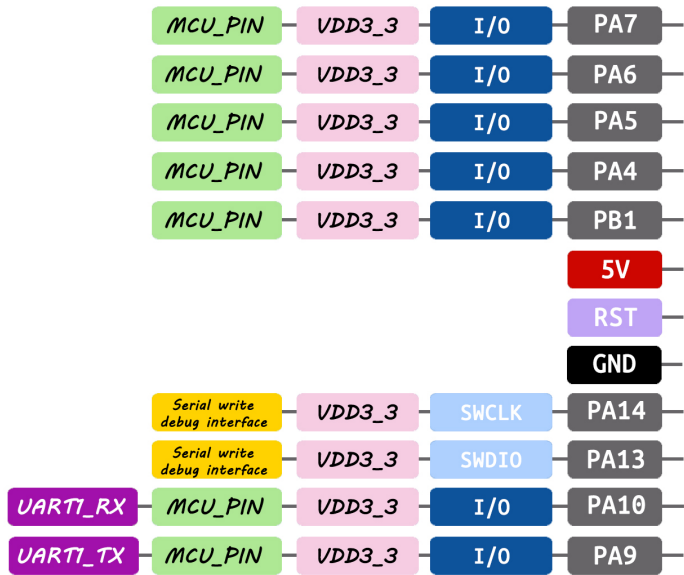 MCU_PIN VDD3_3 I/O PA7
MCU_PIN VDD3_3 I/O PA6
MCU_PIN VDD3_3 I/O PA5
MCU_PIN VDD3_3 I/O PA4
MCU_PIN VDD3_3 I/O PB1
5V
RST
GND
Serial write
debug interface VDD3_3 SWCLK PA14
Serial write
debug interface VDD3_3 SWDIO PA13
UART1_RX MCU_PIN VDD3_3 I/O PA10
UART1_TX MCU_PIN VDD3_3 I/O PA9